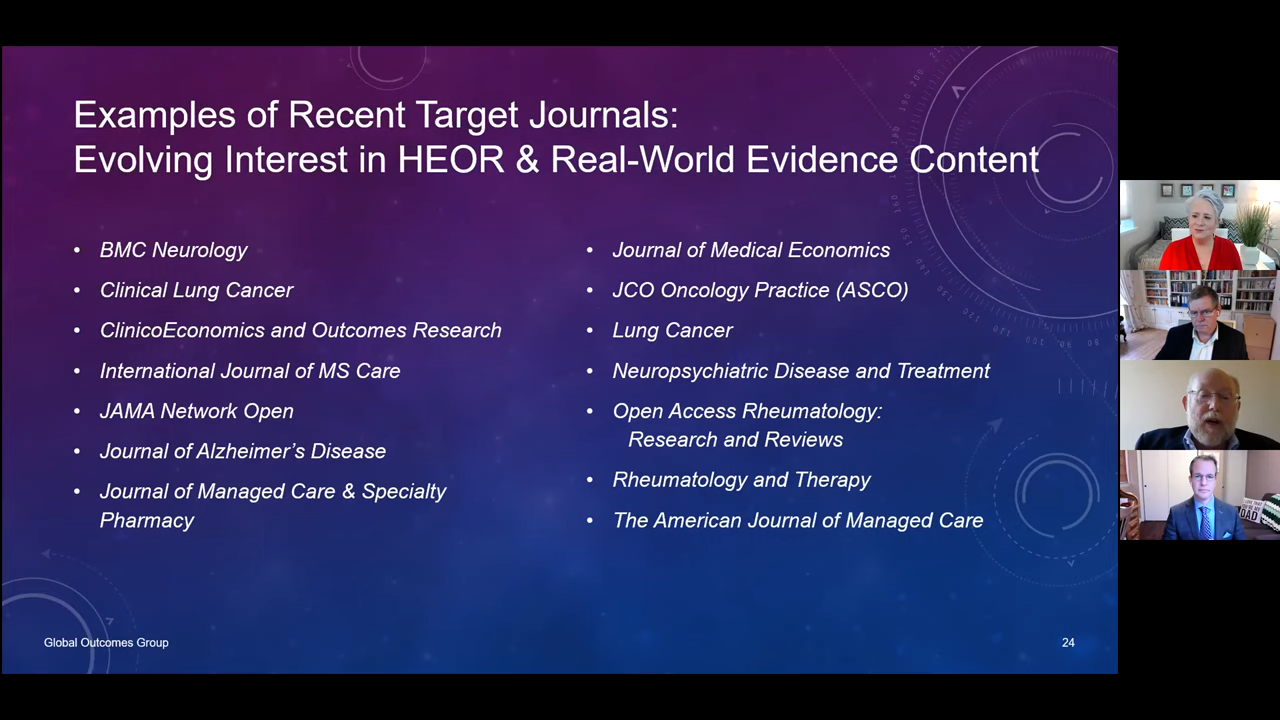 Examples of Recent Target Journals:
Evolving Interest in HEOR & Real-World Evidence Content
• BMC Neurology
• Clinical Lung Cancer
• ClinicoEconomics and Outcomes Research
• International Journal of MS Care
• JAMA Network Open
• Journal of Alzheimer’s Disease
• Journal of Managed Care & Specialty
Pharmacy
• Journal of Medical Economics
• JCO Oncology Practice (ASCO)
• Lung Cancer
• Neuropsychiatric Disease and Treatment
• Open Access Rheumatology:
Research and Reviews
• Rheumatology and Therapy
• The American Journal of Managed Care
Global Outcomes Group
24
DAD